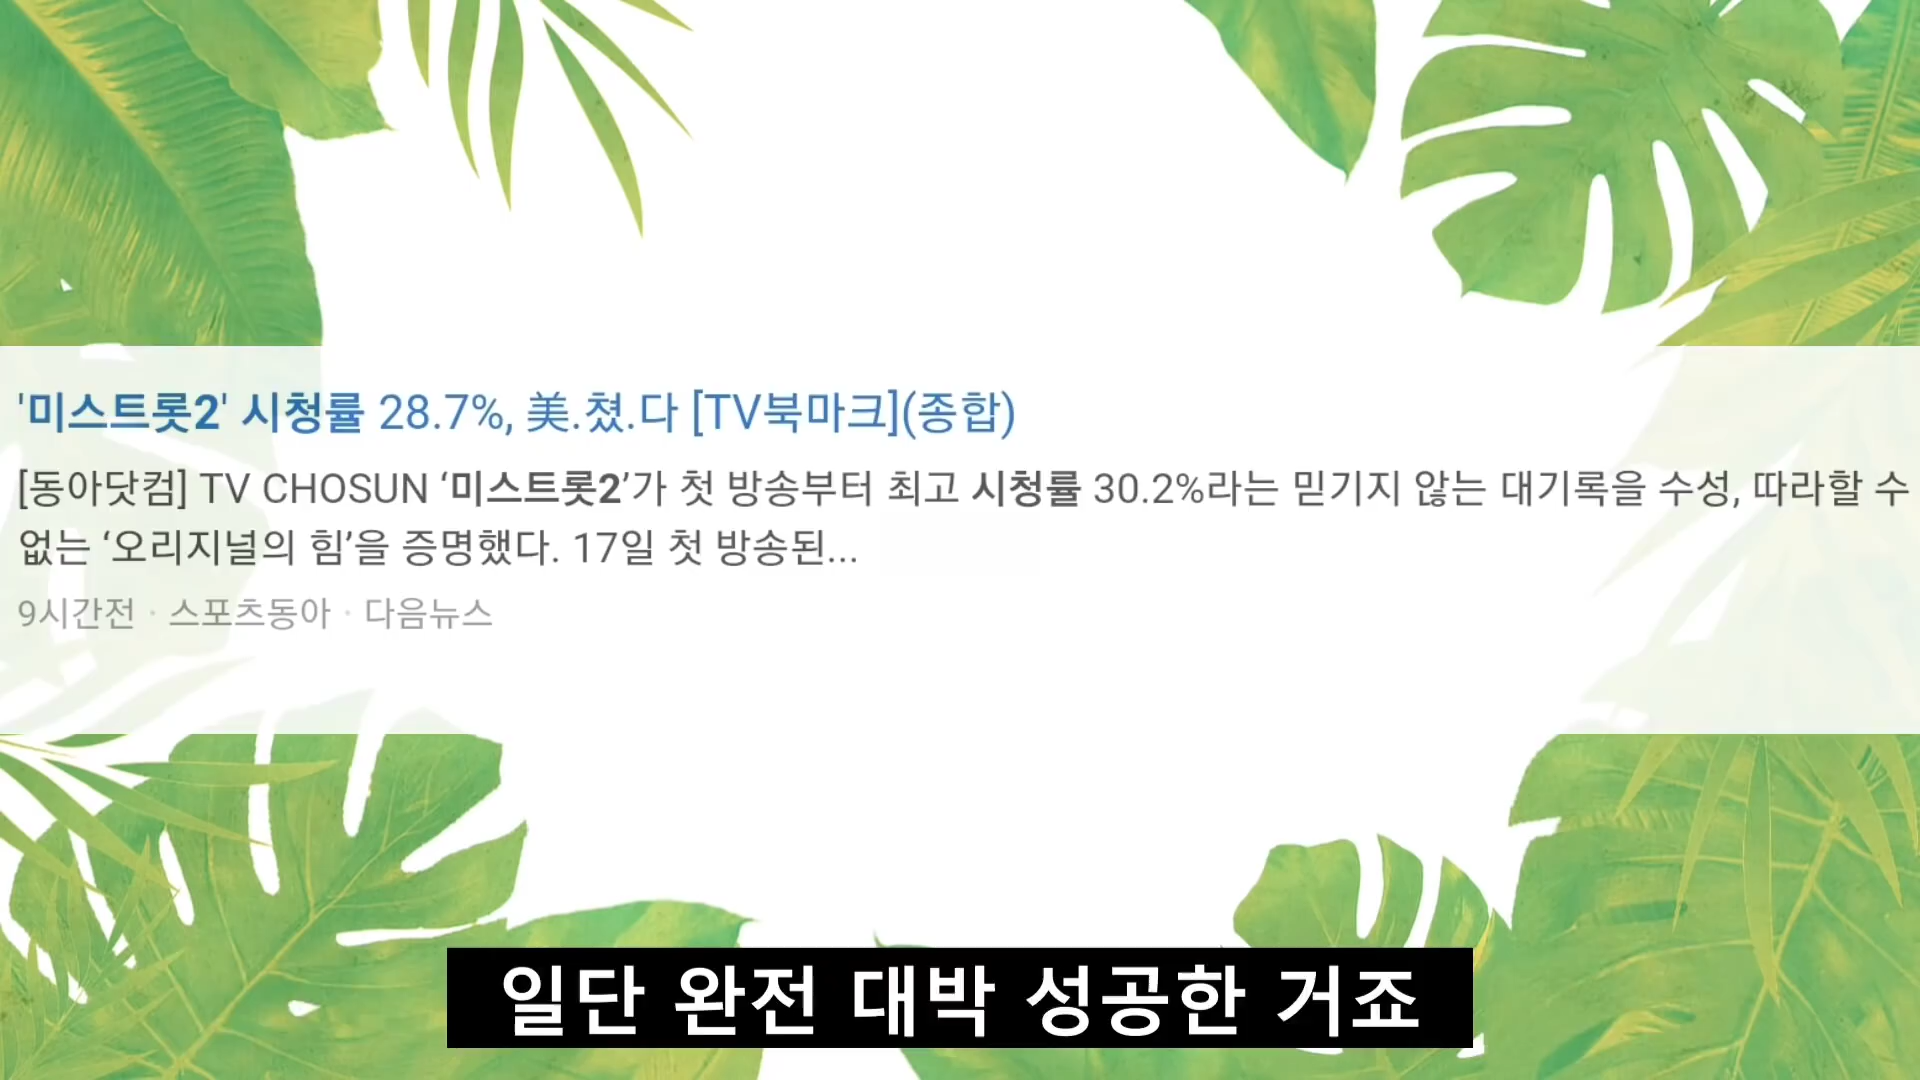 '미스트롯2' 시청률 28.7%, 美.쳤.다 [TV북마크](종합)
[동아닷컴] TV CHOSUN ‘미스트롯2’가 첫 방송부터 최고 시청률 30.2%라는 믿기지 않는 대기록을 수성, 따라할 수
없는 ‘오리지널의 힘’을 증명했다. 17일 첫 방송된...
9시간전 · 스포츠동아 · 다음뉴스
일단 완전 대박 성공한 거죠